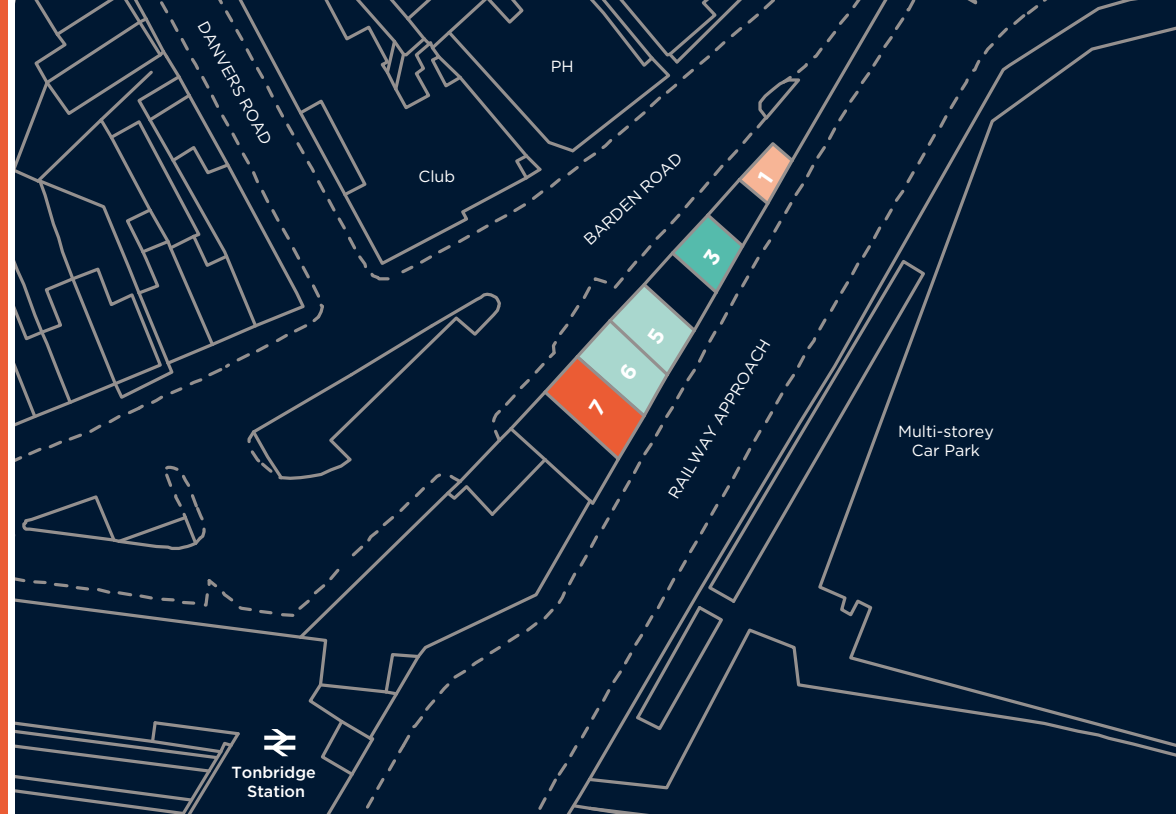 DANVERS ROAD
PH
Club
BARDEN ROAD
1
3
5
6
7
RAILWAY APPROACH
Multi-storey
Car Park
Tonbridge
Station